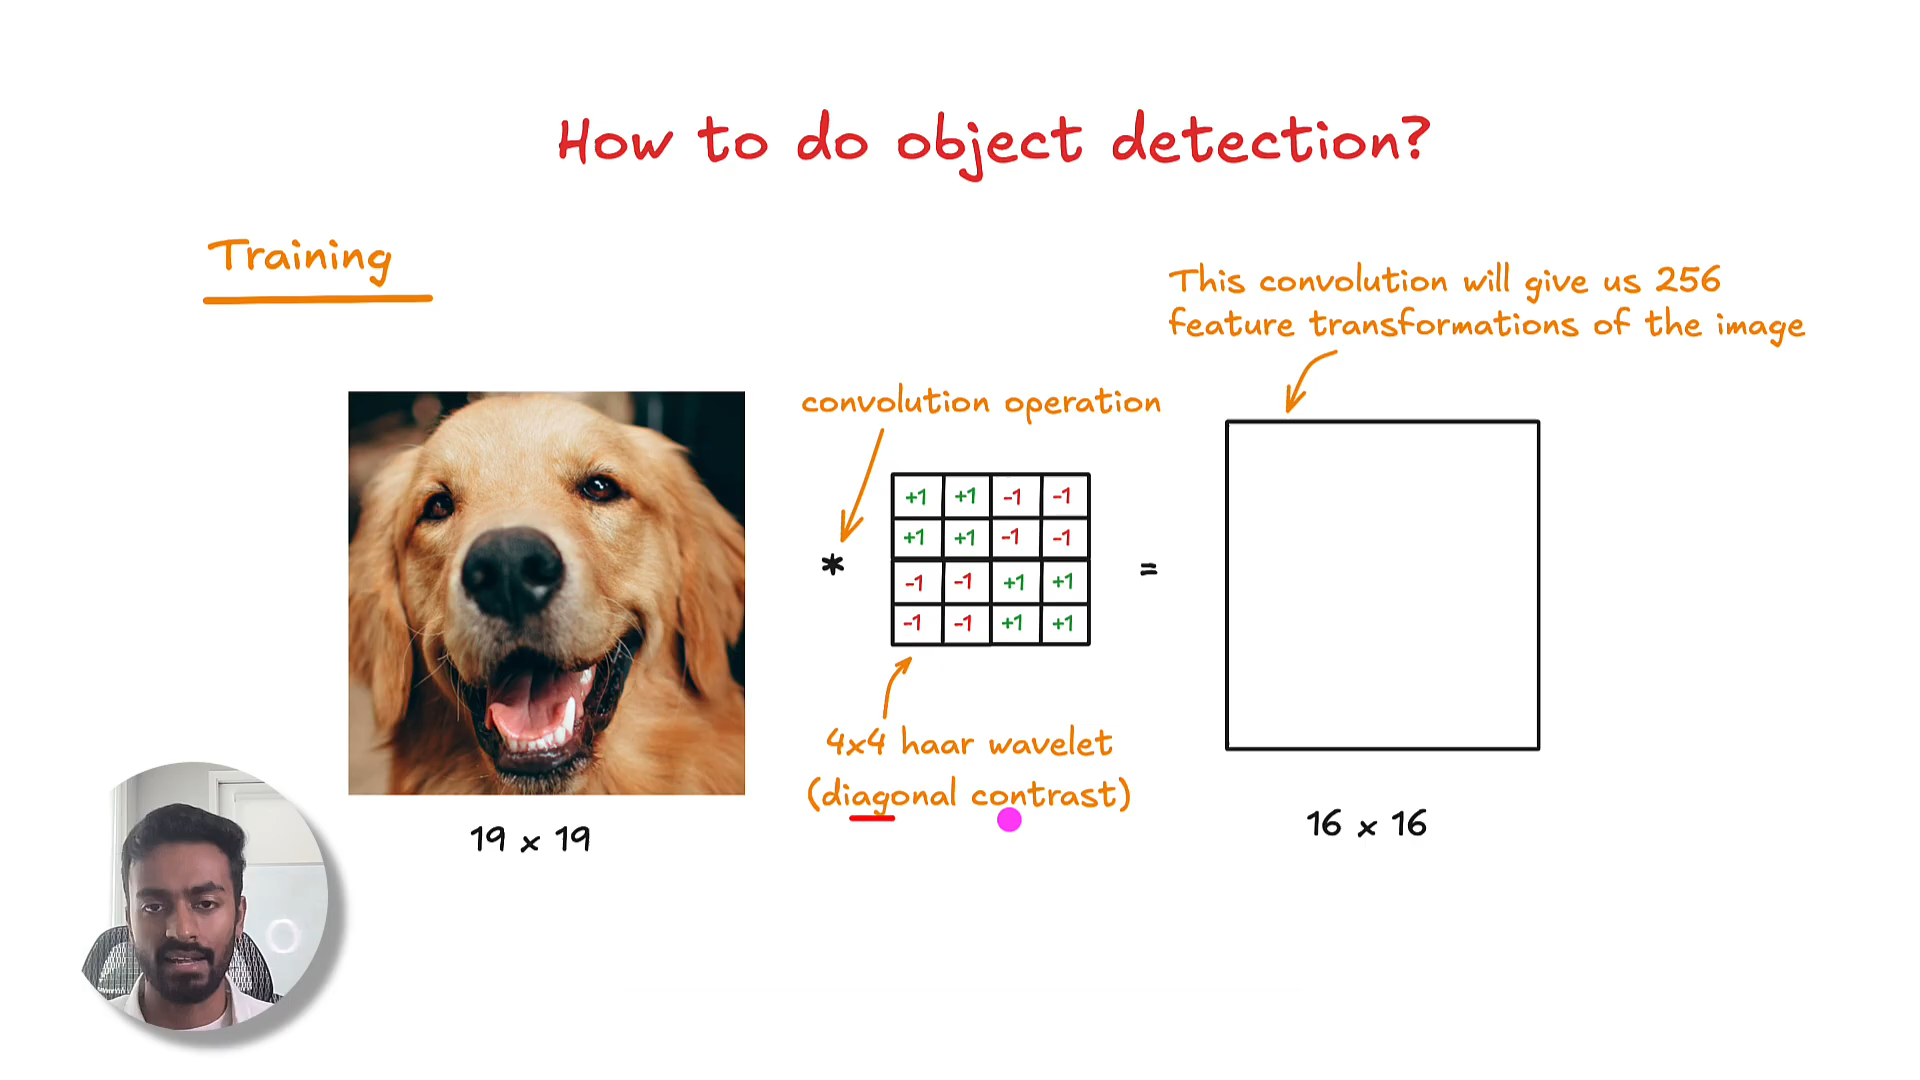 How to do object detection?
Training
This convolution will give us 256
feature transformations of the image
convolution operation
+1 +1 -1 -1
+1 +1 -1 -1
* =
-1 -1 +1 +1
-1 -1 +1 +1
4x4 haar wavelet
(diagonal contrast)
19 x 19
16 x 16